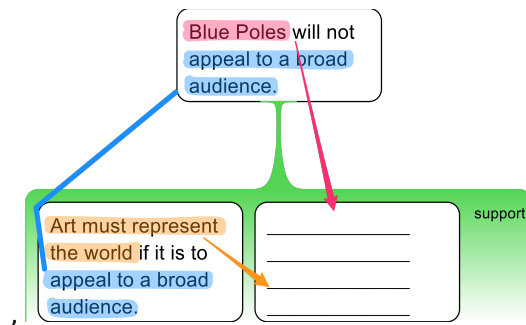 Blue Poles will not
appeal to a broad
audience.
support
Art must represent
the world if it is to
appeal to a broad
audience.
,